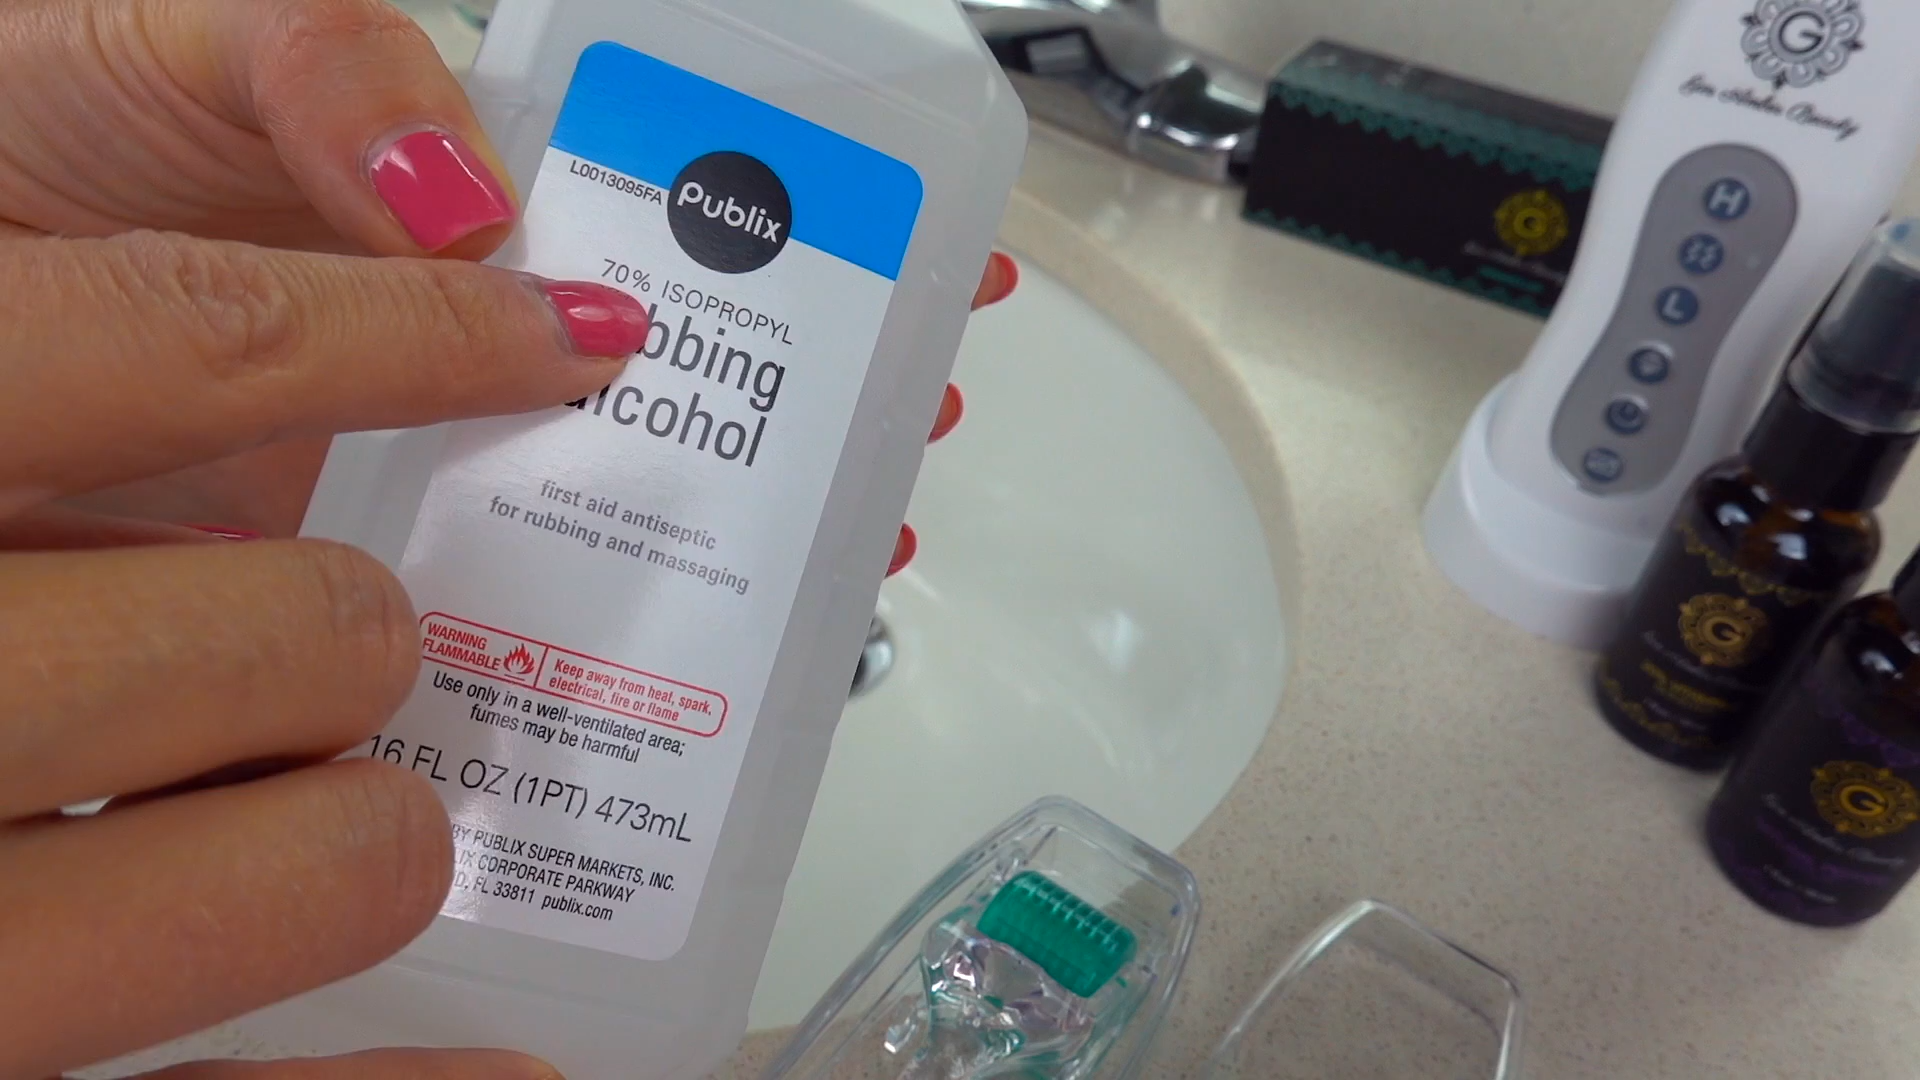 L0013095FA
Publix
70% ISOPROPYL
bbing
alcohol
first aid antiseptic
for rubbing and massaging
WARNING
FLAMMABLE
Keep away from heat, spark,
electrical, fire or flame
Use only in a well-ventilated area;
fumes may be harmful
16 FL OZ (1PT) 473mL
BY PUBLIX SUPER MARKETS, INC.
CORPORATE PARKWAY
FL 33811 publix.com
G
Beauty
H
L
G
G
G